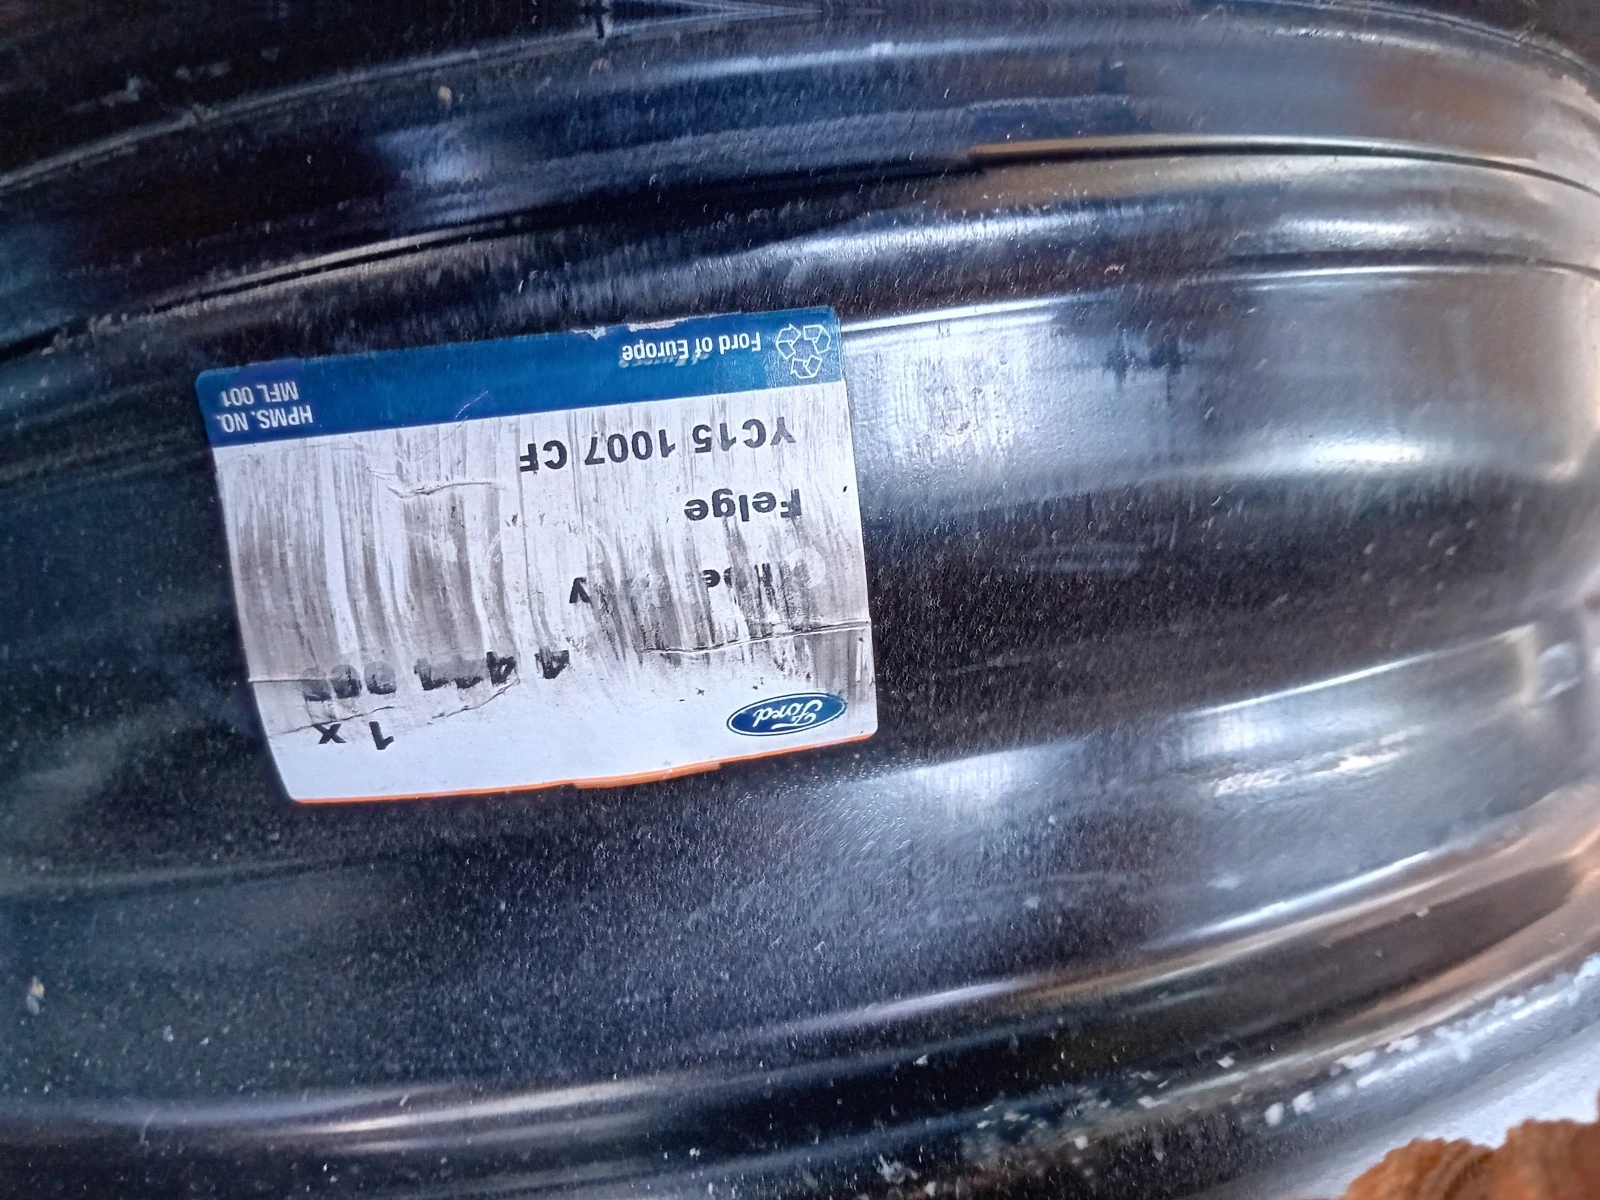 Ford
1 x
Felge
YC15 1007 CF
HPMS. NO.
MFL 001
Ford of Europe